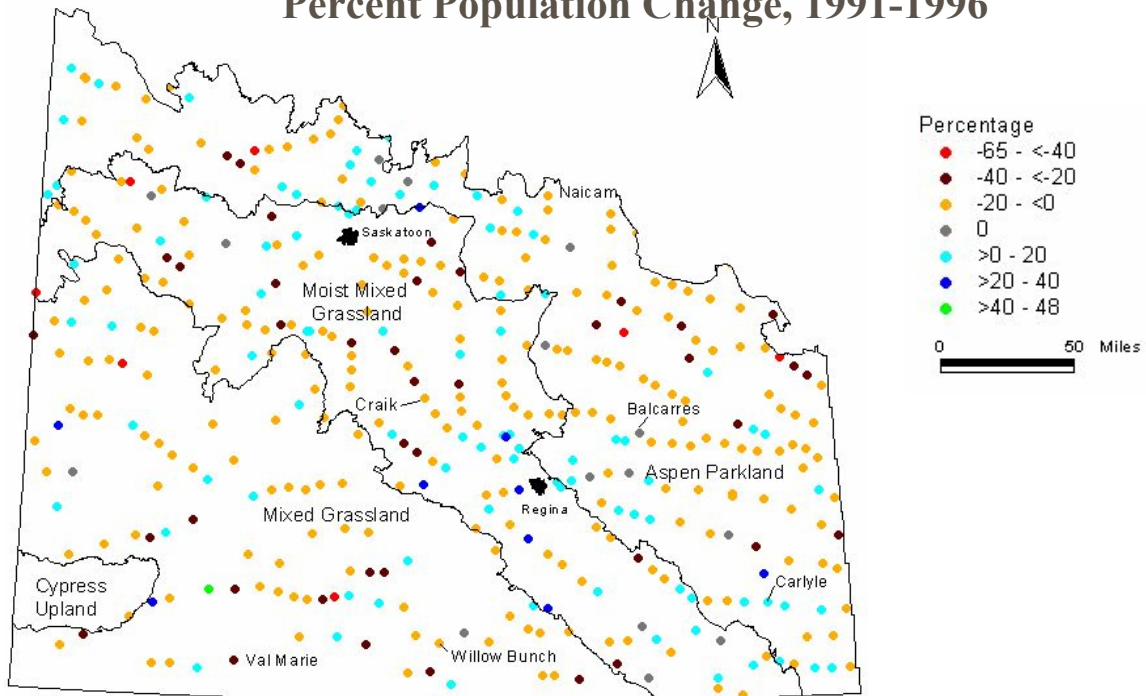 Percent Population Change, 1991-1996
N
Percentage
-65 - <-40
-40 - <-20
-20 - <0
0
>0 - 20
>20 - 40
>40 - 48
0 50 Miles
Naicam
Saskatoon
Moist Mixed
Grassland
Craik
Balcarres
Aspen Parkland
Regina
Mixed Grassland
Cypress
Upland
Carlyle
Val Marie
Willow Bunch